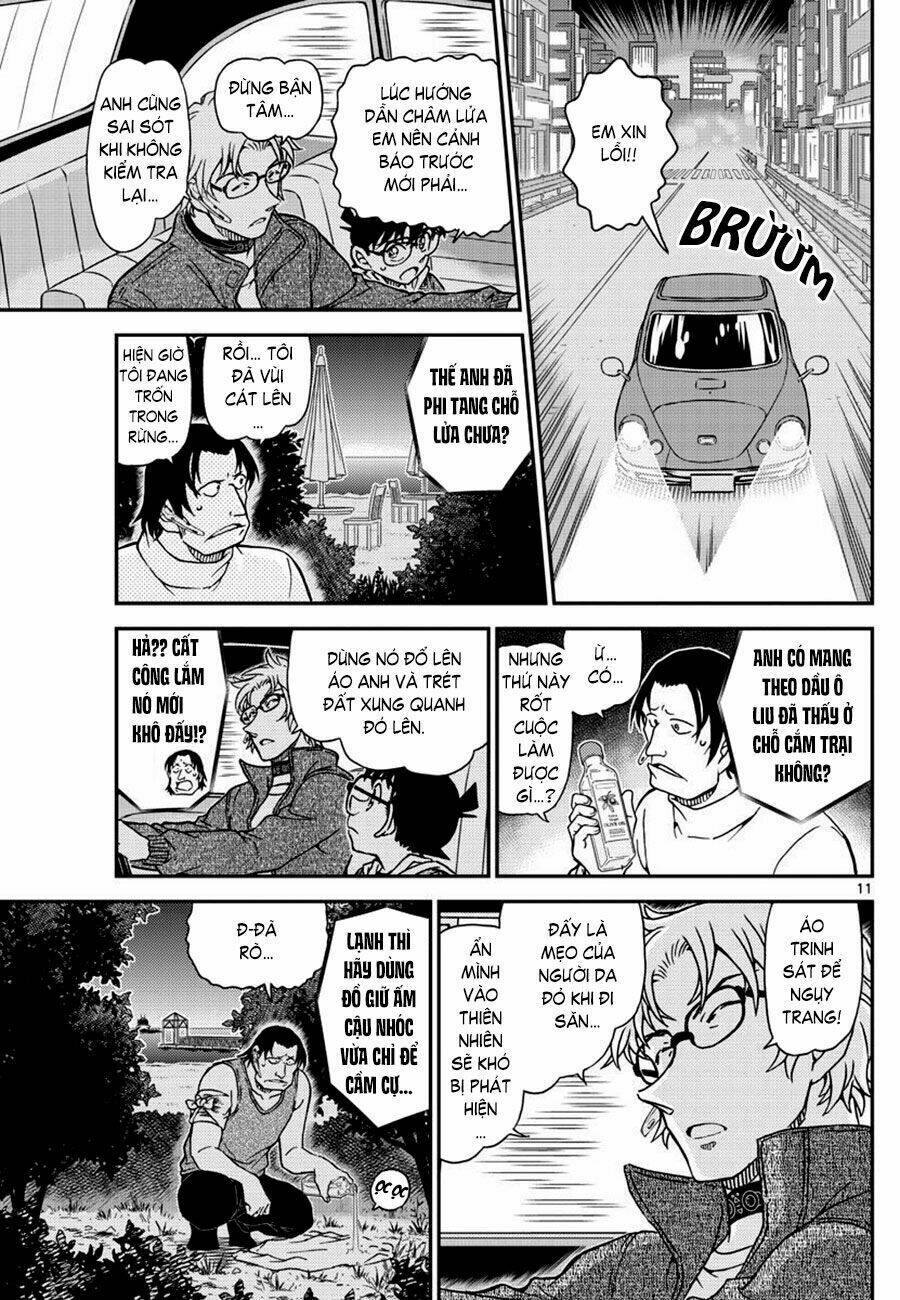 EM XIN
LỖI!!
BRỪỪM
LÚC HƯỚNG
DẪN CHÂM LỬA
EM NÊN CẢNH
BÁO TRƯỚC
MỚI PHẢI...
ĐỪNG BẬN
TÂM...
ANH CŨNG
SAI SÓT
KHI KHÔNG
KIỂM TRA
LẠI...
THẾ ANH ĐÃ
PHI TANG CHỖ
LỬA CHƯA?
RỒI... TÔI
ĐÃ VÙI
CÁT LÊN
...
HIỆN GIỜ
TÔI ĐANG
TRỐN
TRONG
RỪNG...
ANH CÓ MANG
THEO DẦU Ô
LIU ĐÃ THẤY Ở
CHỖ CẮM TRẠI
KHÔNG?
Ừ...
CÓ...
NHƯNG
THỨ NÀY
RỐT
CUỘC LÀM
ĐƯỢC
GÌ...?
DÙNG NÓ ĐỔ LÊN
ÁO ANH VÀ TRÉT
ĐẤT XUNG QUANH
ĐÓ LÊN.
HẢ?? CẤT
CÔNG LẮM
NÓ MỚI
KHÔ ĐẤY!?
11
ÁO
TRINH
SÁT ĐỂ
NGỤY
TRANG!
ĐẤY LÀ
MẸO CỦA
NGƯỜI DA
ĐỎ KHI ĐI
SĂN...
ẨN
MÌNH
VÀO
THIÊN
NHIÊN
SẼ KHÓ
BỊ PHÁT
HIỆN
...
LẠNH THÌ
HÃY DÙNG
ĐỒ GIỮ ẤM
CẬU NHÓC
VỪA CHỈ ĐỂ
CẦM CỰ...
Đ-ĐÃ
RÕ...
ỌC ỌC